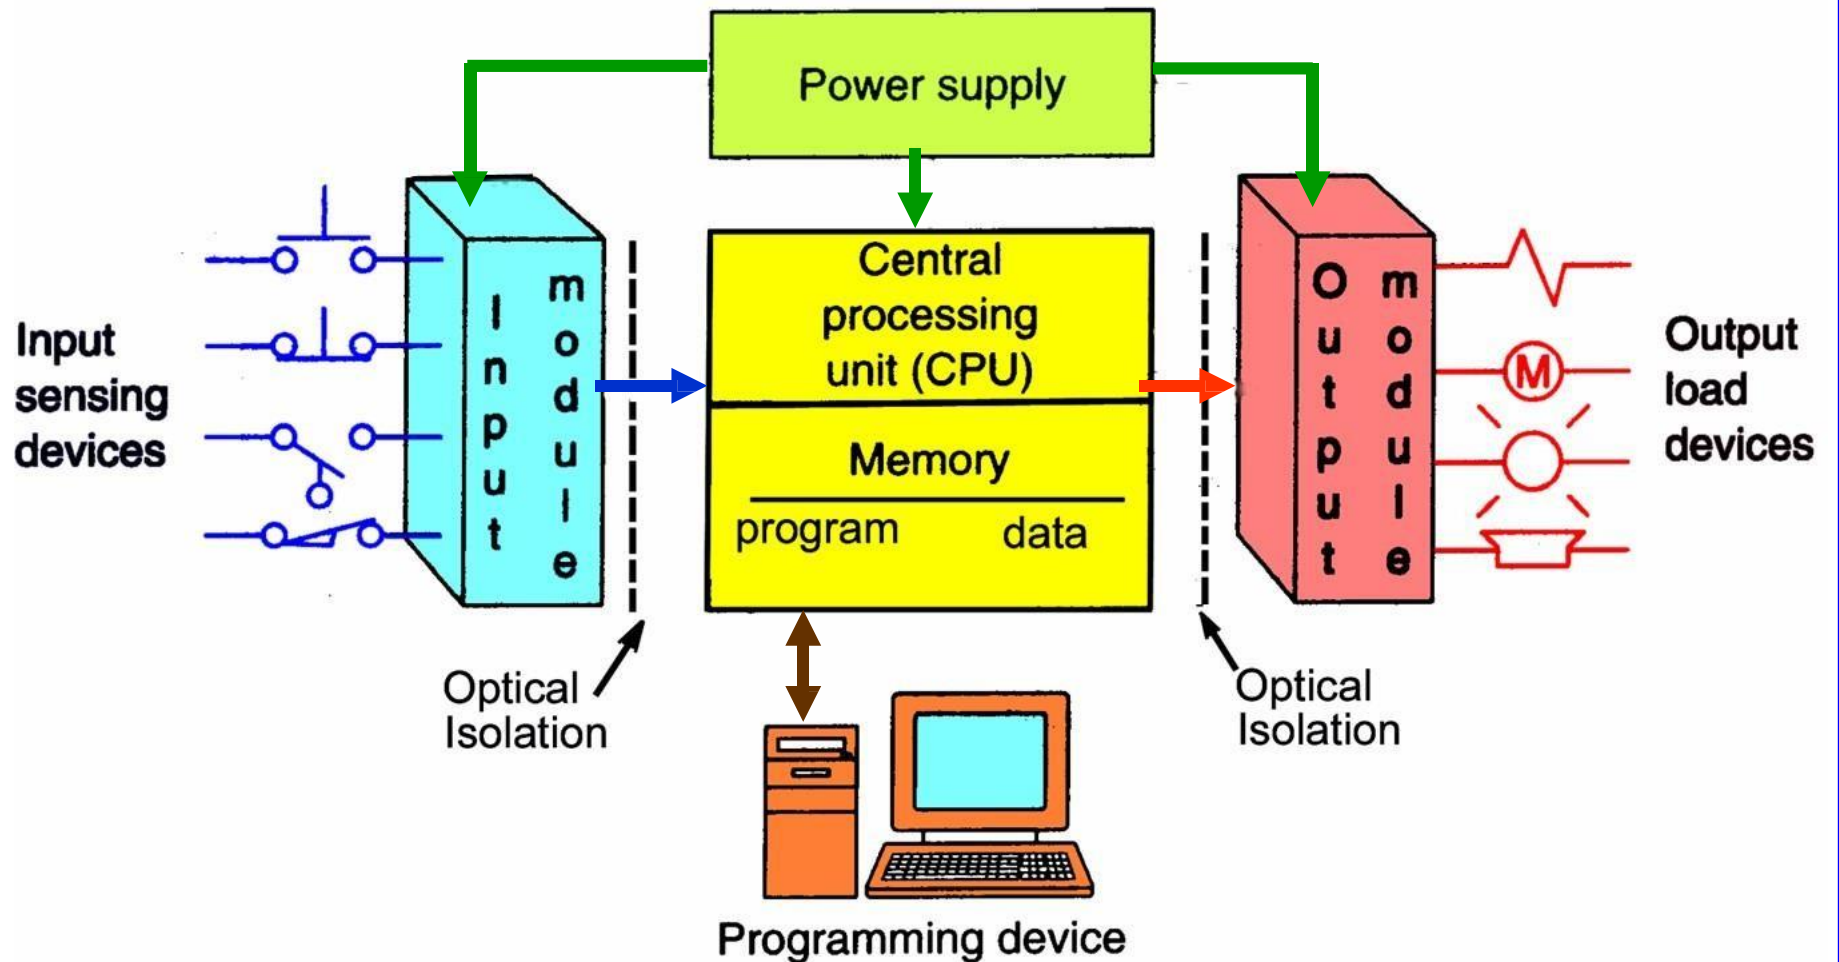 Power supply
Input
sensing
devices
Input
module
Central
processing
unit (CPU)
Memory
program data
Output
module
M
Output
load
devices
Optical
Isolation
Optical
Isolation
Programming device